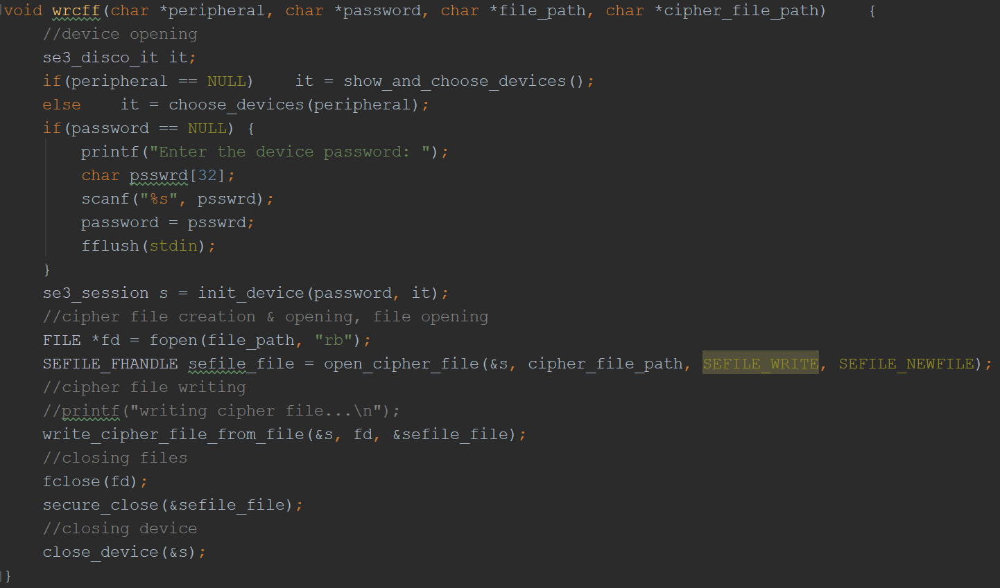 void wrcff(char *peripheral, char *password, char *file_path, char *cipher_file_path)    {
    //device opening
    se3_disco_it it;
    if(peripheral == NULL)    it = show_and_choose_devices();
    else    it = choose_devices(peripheral);
    if(password == NULL) {
        printf("Enter the device password: ");
        char psswrd[32];
        scanf("%s", psswrd);
        password = psswrd;
        fflush(stdin);
    }
    se3_session s = init_device(password, it);
    //cipher file creation & opening, file opening
    FILE *fd = fopen(file_path, "rb");
    SEFILE_FHANDLE sefile_file = open_cipher_file(&s, cipher_file_path, SEFILE_WRITE, SEFILE_NEWFILE);
    //cipher file writing
    //printf("writing cipher file...\n");
    write_cipher_file_from_file(&s, fd, &sefile_file);
    //closing files
    fclose(fd);
    secure_close(&sefile_file);
    //closing device
    close_device(&s);
}